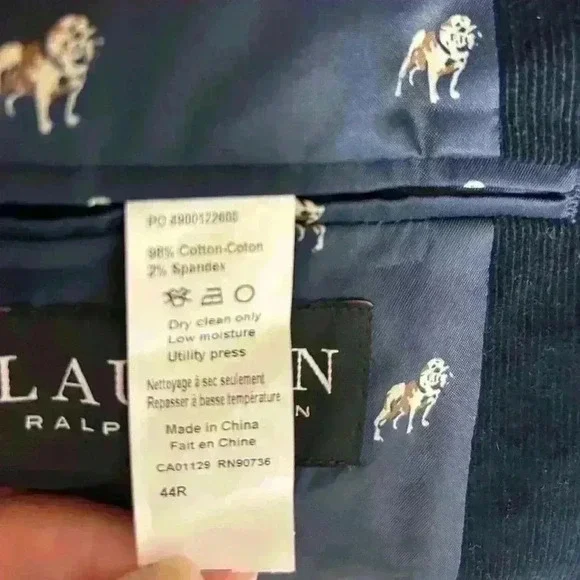 PO 4900122608
98% Cotton-Coton
2% Spandex
Dry clean only
Low moisture
Utility press
Nettoyage à sec seulement
Repasser à basse température
Made in China
Fait en Chine
CA01129 RN90736
44R
LAU N
RALP N